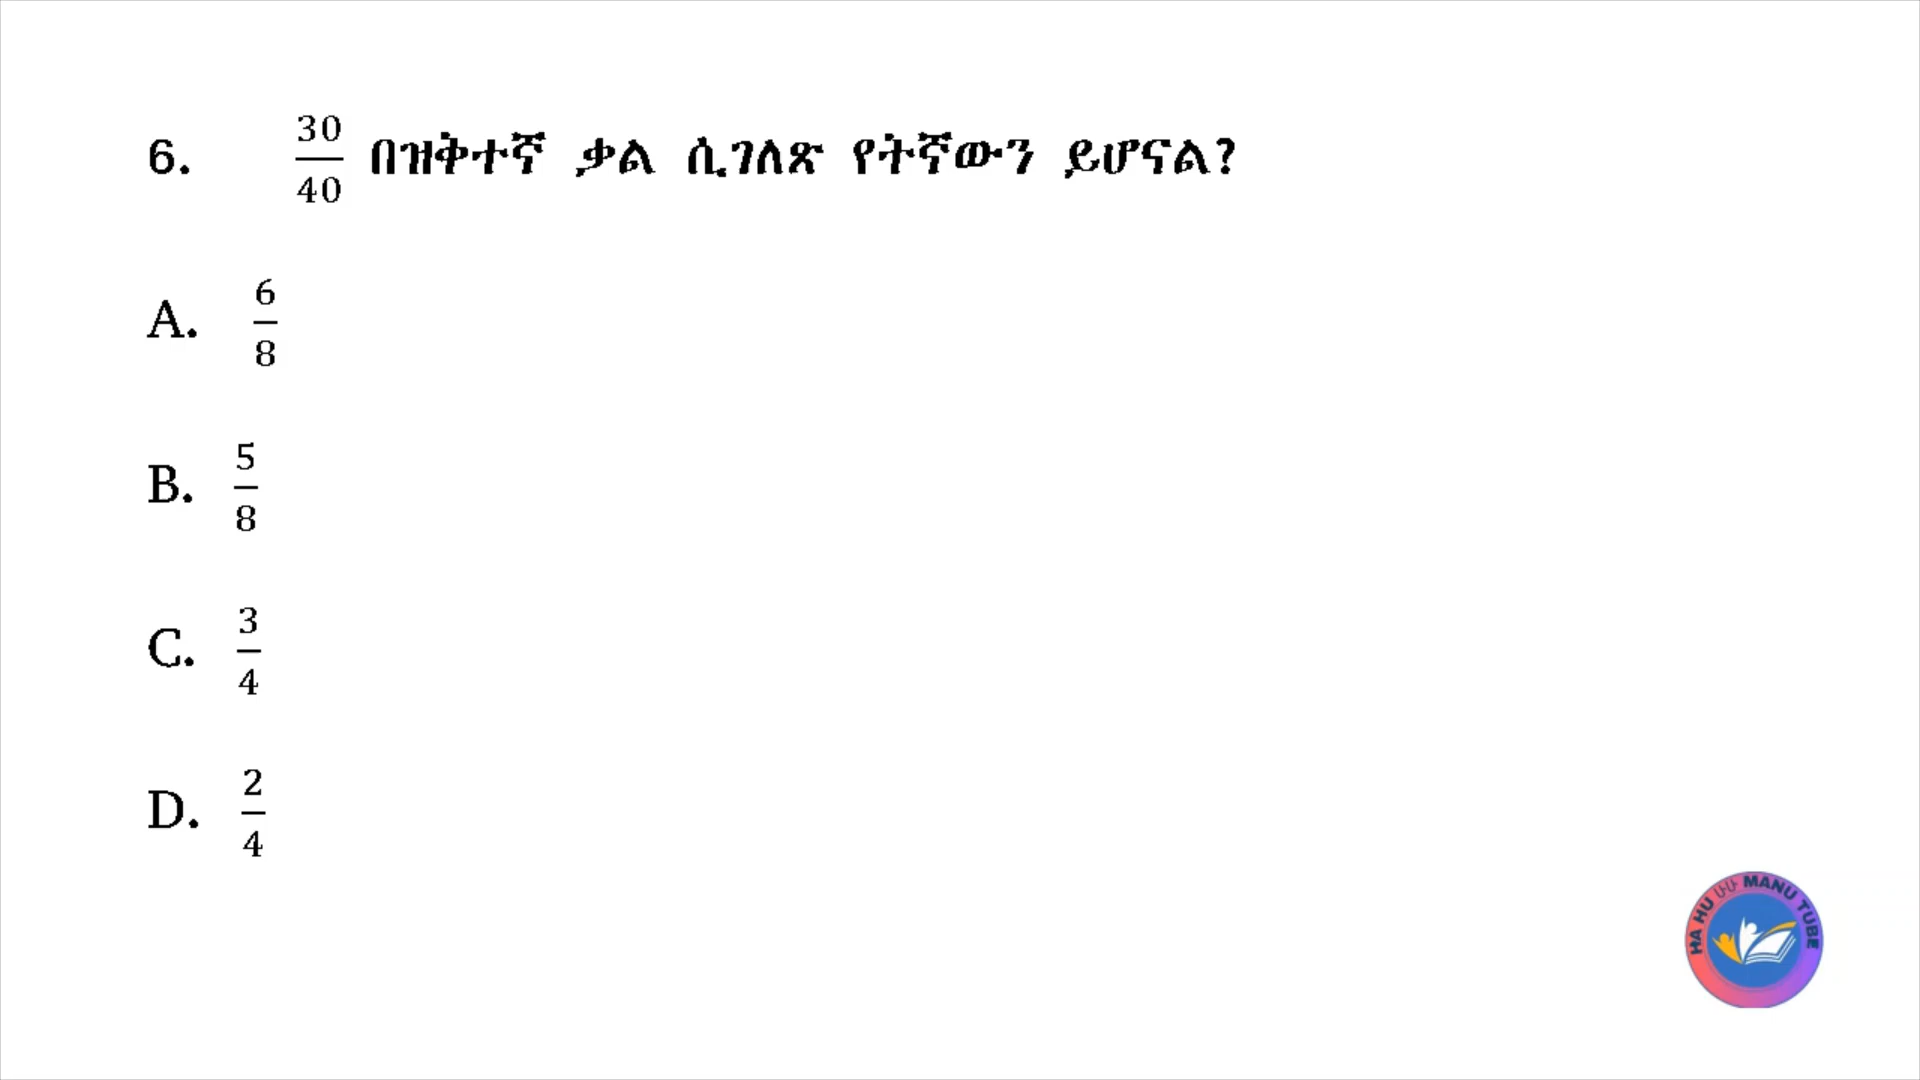 6. 30/40 በዝቅተኛ ቃል ሲገለጽ የትኛውን ይሆናል?
A. 6/8
B. 5/8
C. 3/4
D. 2/4
HA HU ሁሁ MANU TUBE